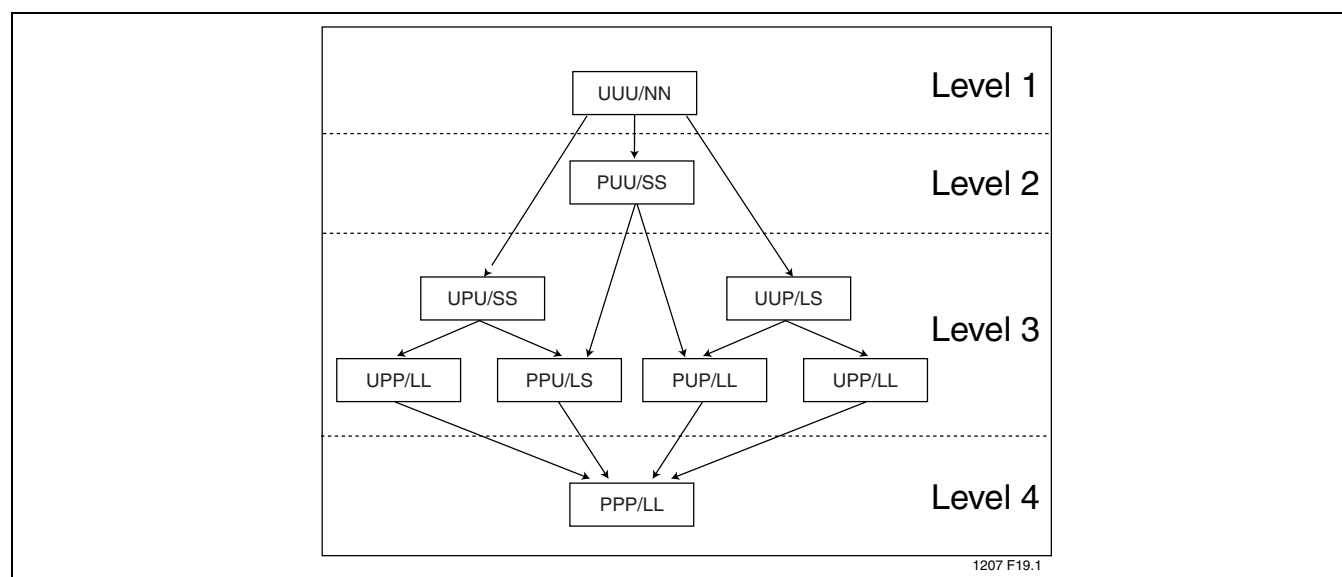 UUU/NN
Level 1
PUU/SS
Level 2
UPU/SS
UUP/LS
Level 3
UPP/LL
PPU/LS
PUP/LL
UPP/LL
PPP/LL
Level 4
1207 F19.1